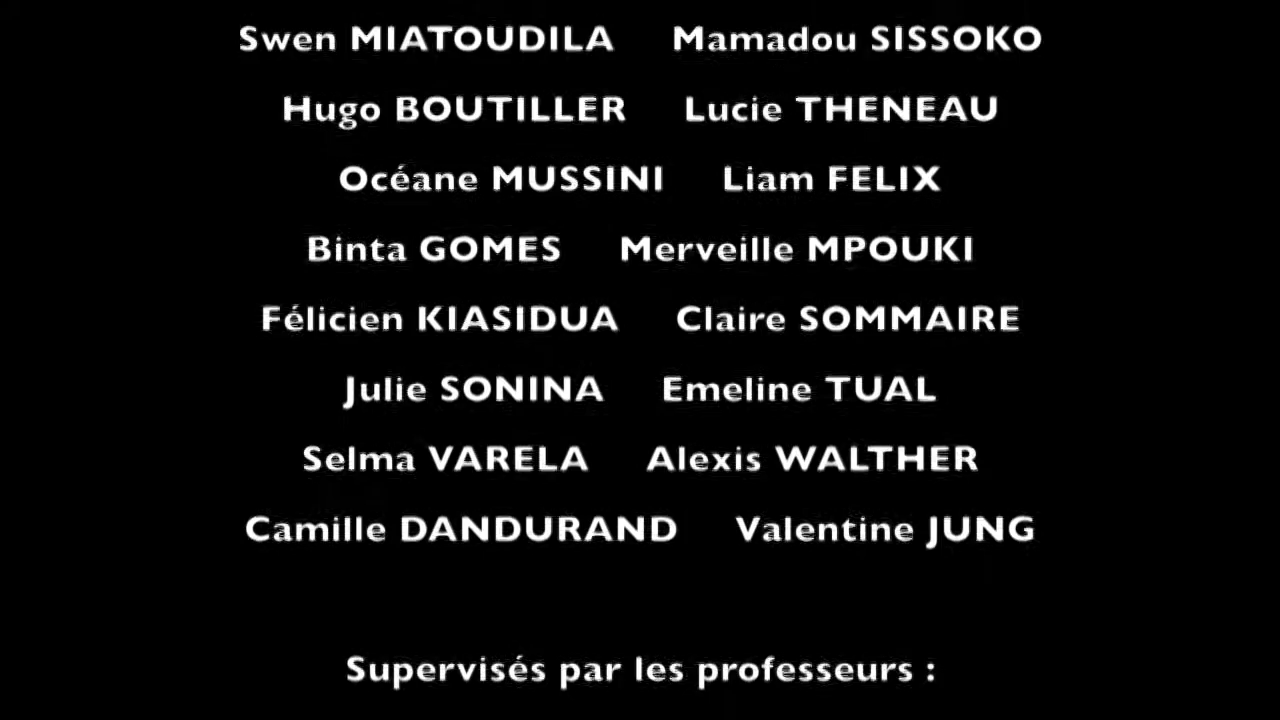 Swen MIATOUDILA Mamadou SISSOKO
Hugo BOUTILLER Lucie THENEAU
Océane MUSSINI Liam FELIX
Binta GOMES Merveille MPOUKI
Félicien KIASIDUA Claire SOMMAIRE
Julie SONINA Emeline TUAL
Selma VARELA Alexis WALTHER
Camille DANDURAND Valentine JUNG
Supervisés par les professeurs :